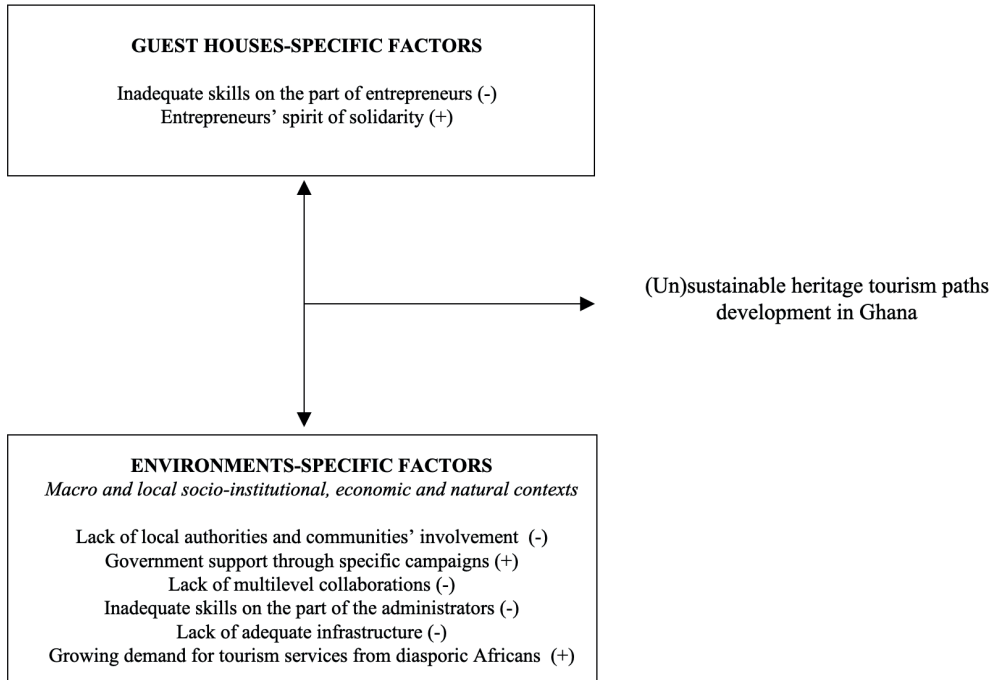 GUEST HOUSES-SPECIFIC FACTORS
Inadequate skills on the part of entrepreneurs (-)
Entrepreneurs’ spirit of solidarity (+)
(Un)sustainable heritage tourism paths
development in Ghana
ENVIRONMENTS-SPECIFIC FACTORS
Macro and local socio-institutional, economic and natural contexts
Lack of local authorities and communities’ involvement (-)
Government support through specific campaigns (+)
Lack of multilevel collaborations (-)
Inadequate skills on the part of the administrators (-)
Lack of adequate infrastructure (-)
Growing demand for tourism services from diasporic Africans (+)